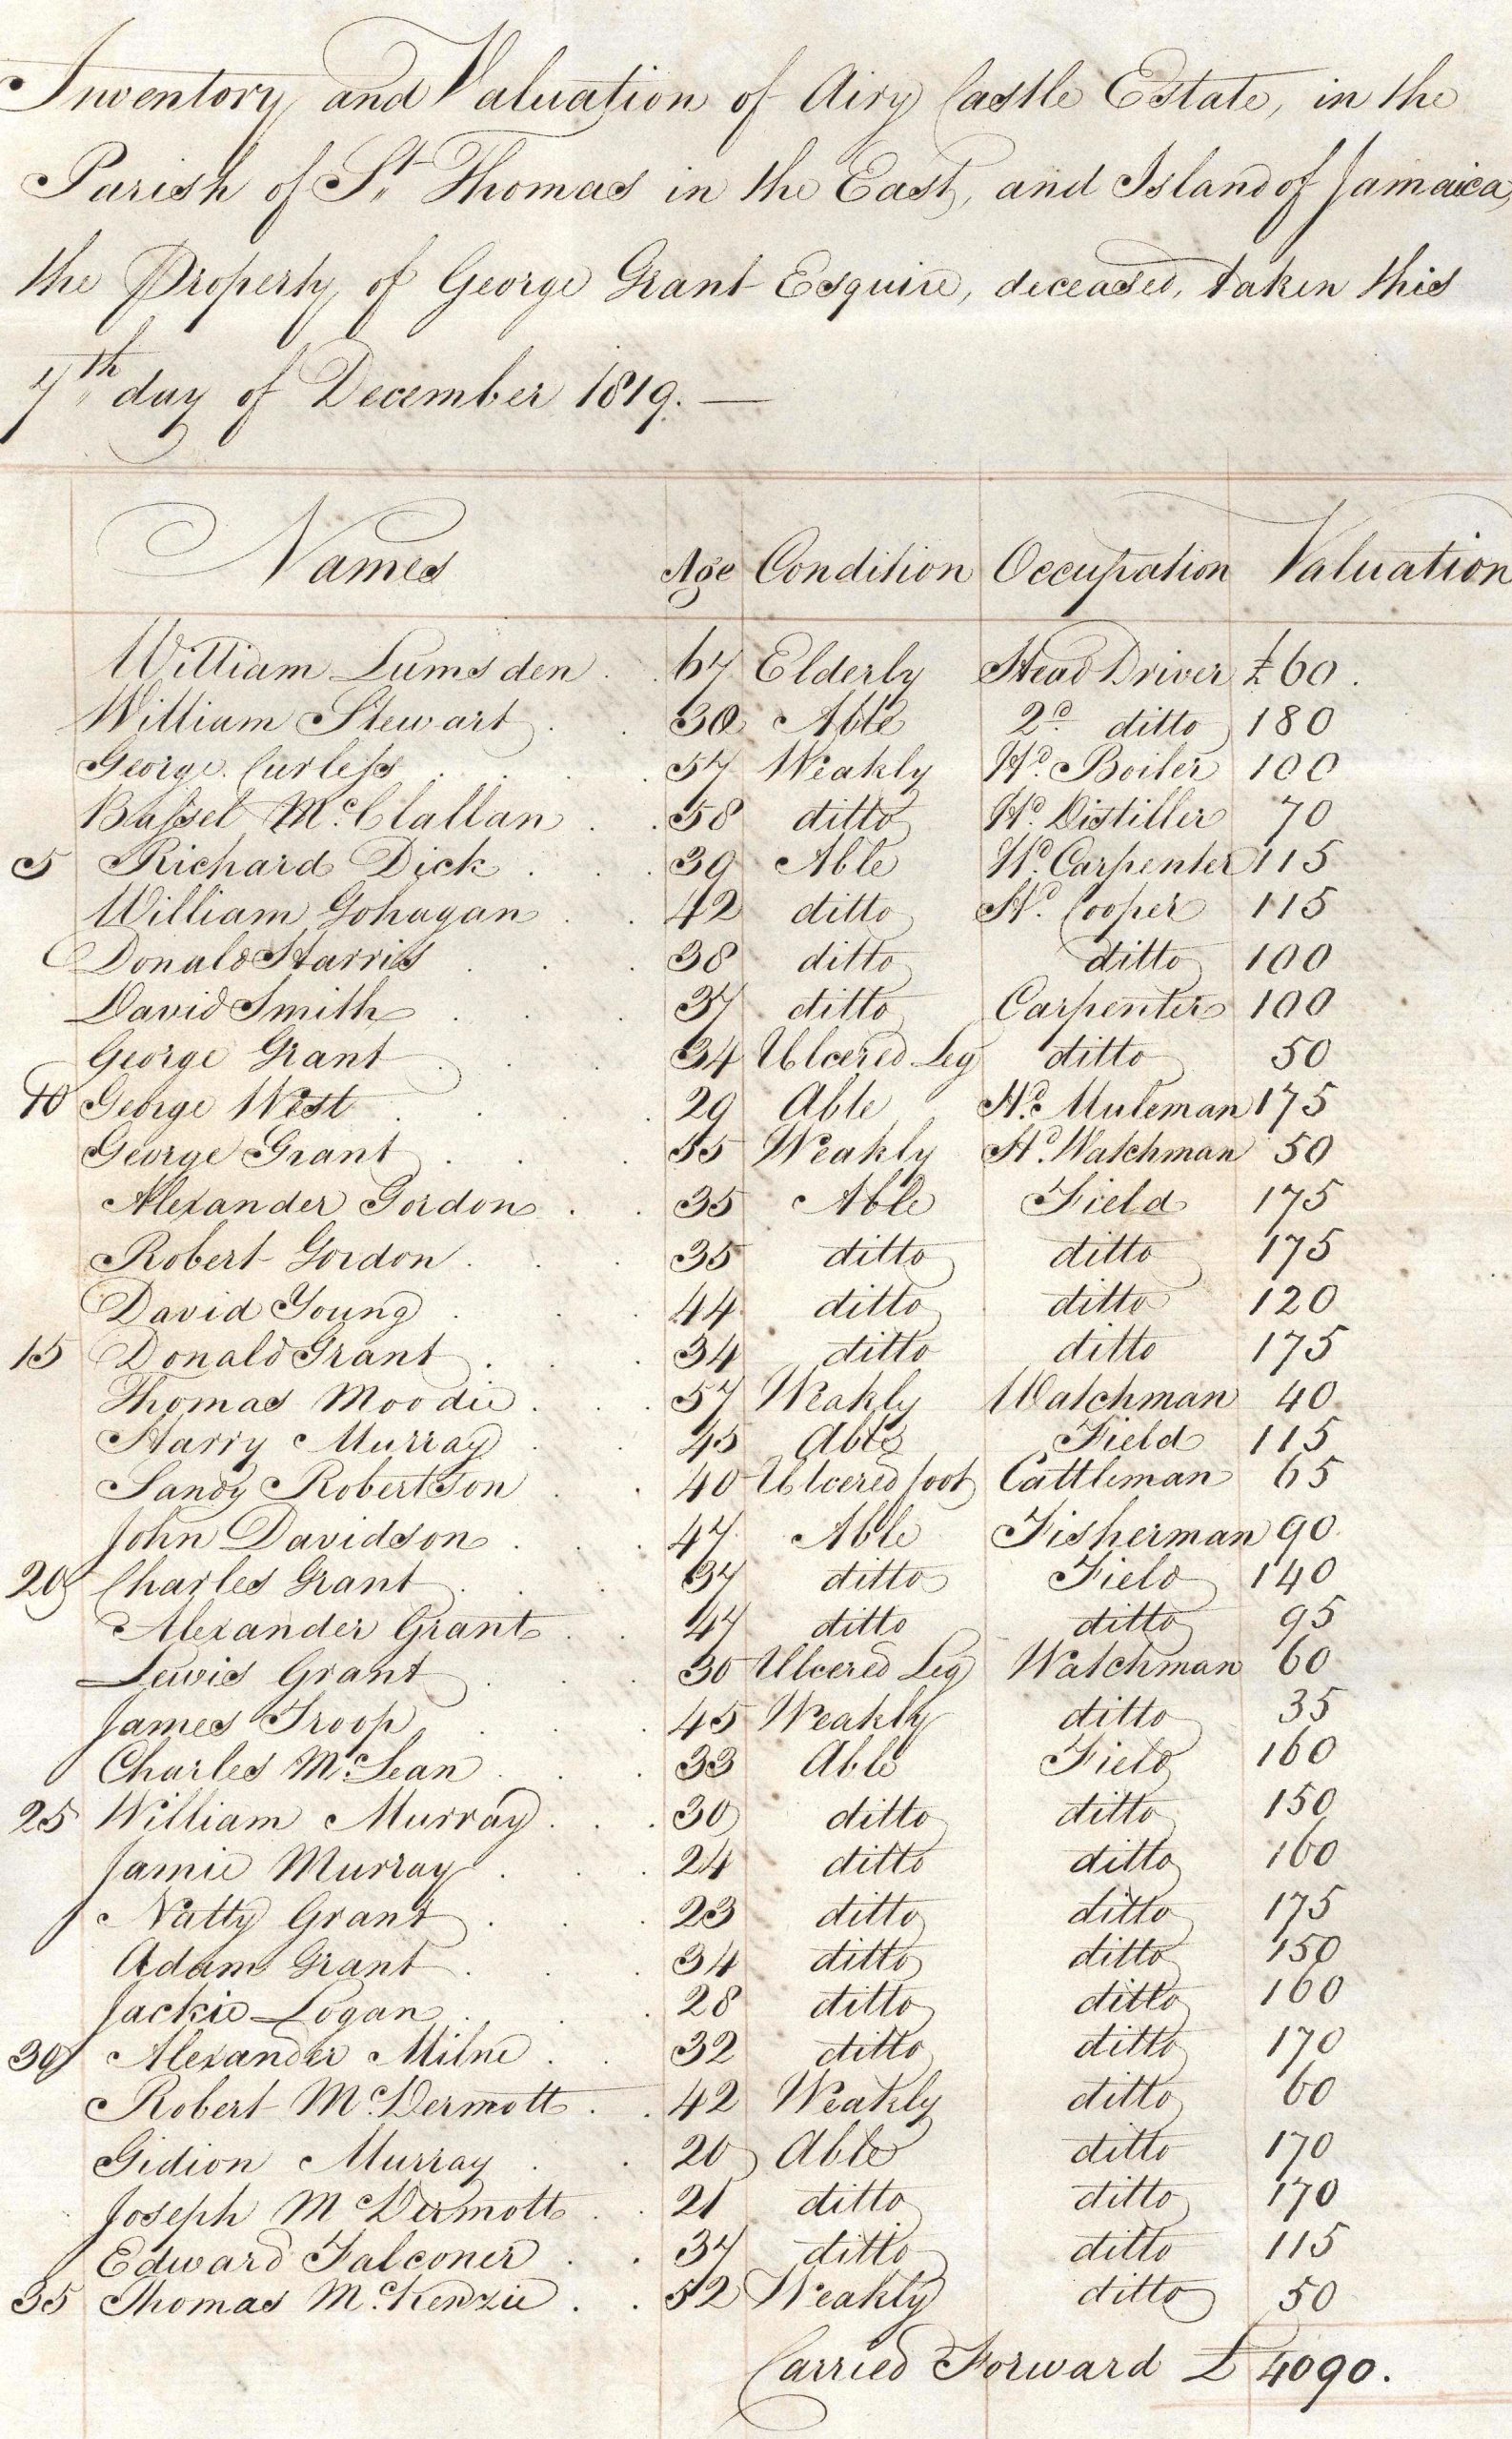 Inventory and Valuation of Airy Castle Estate, in the
Parish of St. Thomas in the East, and Island of Jamaica,
the Property of George Grant Esquire, deceased, taken this
7th day of December 1819. —
Names Age Condition Occupation Valuation
William Lumsden . . 67 Elderly Head Driver £60.
William Stewart . . 30 Able 2d. ditto 180
George Curless . . . . 57 Weakly Hd. Boiler 100
Bassel McClallan . . 58 ditto Hd. Distiller 70
5 Richard Dick . . . 39 Able Hd. Carpenter 115
William Gohagan . . 42 ditto Hd. Cooper 115
Donald Harris . . . 38 ditto ditto 100
David Smith . . . 37 ditto Carpenter 100
George Grant . . . 34 Ulcered Leg ditto 50
10 George West . . . . 29 Able Hd. Muleman 175
George Grant . . . 55 Weakly Hd. Watchman 50
Alexander Gordon . . 35 Able Field 175
Robert Gordon . . . 35 ditto ditto 175
David Young . . . 44 ditto ditto 120
15 Donald Grant . . . 34 ditto ditto 175
Thomas Moodie . . . 57 Weakly Watchman 40
Harry Murray . . 45 Able Field 115
Sandy Robertson . . 40 Ulcered foot Cattleman 65
John Davidson . . . 47 Able Fisherman 90
20 Charles Grant . . . 37 ditto Field 140
Alexander Grant . . 47 ditto ditto 95
Lewis Grant . . . 30 Ulcered Leg Watchman 60
James Troop . . . 45 Weakly ditto 35
Charles McLean . . . 33 Able Field 160
25 William Murray . . . 30 ditto ditto 150
Jamie Murray . . . 24 ditto ditto 160
Natty Grant . . . 23 ditto ditto 175
Adam Grant . . . 34 ditto ditto 150
Jackie Logan . . . 28 ditto ditto 160
30 Alexander Milne . . 32 ditto ditto 170
Robert McDermott . . 42 Weakly ditto 60
Gidion Murray . . 20 Able ditto 170
Joseph McDermott . . 21 ditto ditto 170
Edward Falconer . . 37 ditto ditto 115
35 Thomas McKenzie . . 52 Weakly ditto 50
Carried Forward £ 4090.